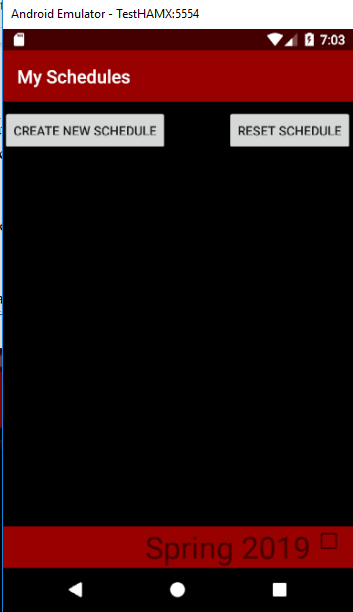 Android Emulator - TestHAMX:5554
7:03
My Schedules
CREATE NEW SCHEDULE RESET SCHEDULE
Spring 2019